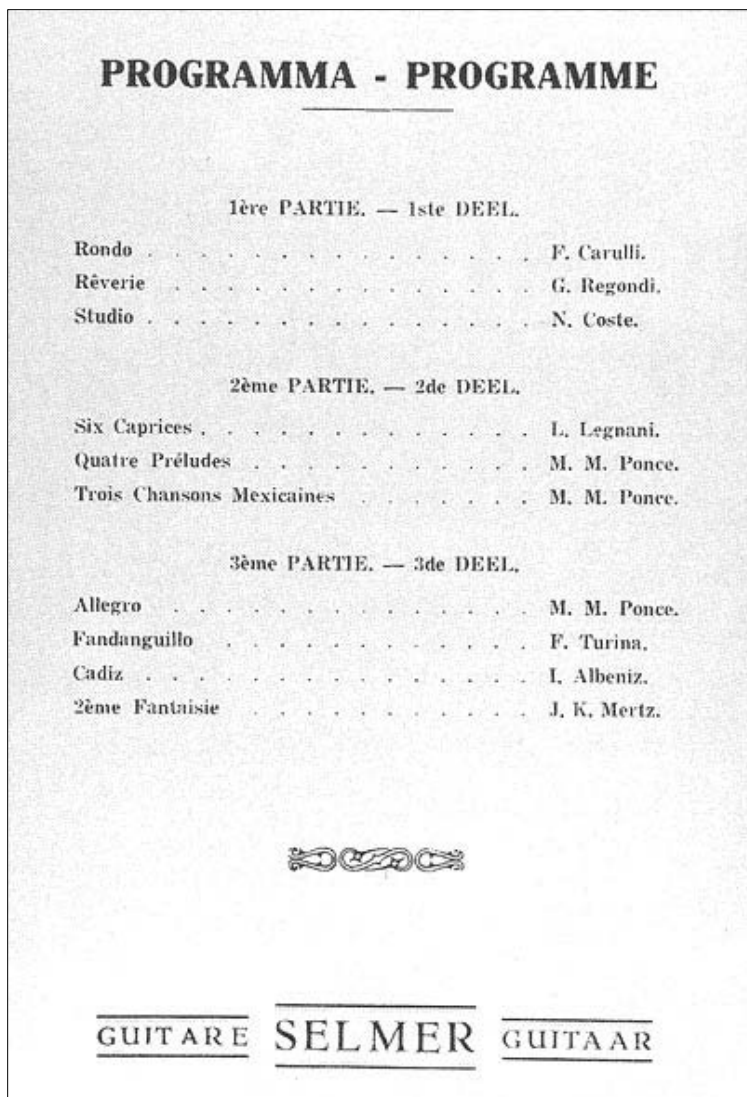 PROGRAMMA - PROGRAMME
1ère PARTIE. — 1ste DEEL.
Rondo . . . . . . . . . . . . . . . F. Carulli.
Rêverie . . . . . . . . . . . . . . G. Regondi.
Studio . . . . . . . . . . . . . . . N. Coste.
2ème PARTIE. — 2de DEEL.
Six Caprices . . . . . . . . . . . . . L. Legnani.
Quatre Préludes . . . . . . . . . . . M. M. Ponce.
Trois Chansons Mexicaines . . . . . . . M. M. Ponce.
3ème PARTIE. — 3de DEEL.
Allegro . . . . . . . . . . . . . . M. M. Ponce.
Fandanguillo . . . . . . . . . . . . F. Turina.
Cadiz . . . . . . . . . . . . . . . I. Albeniz.
2ème Fantaisie . . . . . . . . . . . J. K. Mertz.
GUITARE SELMER GUITAAR